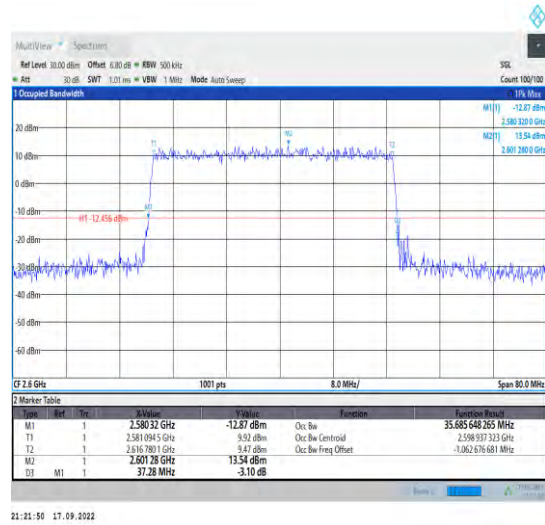 MultiView Spectrum
Ref Level 30.00 dBm Offset 6.80 dB RBW 500 kHz SGL
Att 30 dB SWT 1.01 ms VBW 1 MHz Mode Auto Sweep Count 100/100
1 Occupied Bandwidth 1Pk Max
M1[1] -12.87 dBm
2.580 320 0 GHz
M2[1] 13.54 dBm
2.601 280 0 GHz
20 dBm
T1 M2 T2
10 dBm
0 dBm
-10 dBm M1
H1 -12.456 dBm
-20 dBm
-30 dBm
-40 dBm
-50 dBm
-60 dBm
CF 2.6 GHz 1001 pts 8.0 MHz/ Span 80.0 MHz
2 Marker Table
Type Ref Trc X-Value Y-Value Function Function Result
M1 1 2.580 32 GHz -12.87 dBm Occ Bw 35.685 648 265 MHz
T1 1 2.581 094 5 GHz 9.92 dBm Occ Bw Centroid 2.598 937 323 GHz
T2 1 2.616 780 1 GHz 9.47 dBm Occ Bw Freq Offset -1.062 676 681 MHz
M2 1 2.601 28 GHz 13.54 dBm
D3 M1 1 37.28 MHz -3.10 dB
21:21:50 17.09.2022